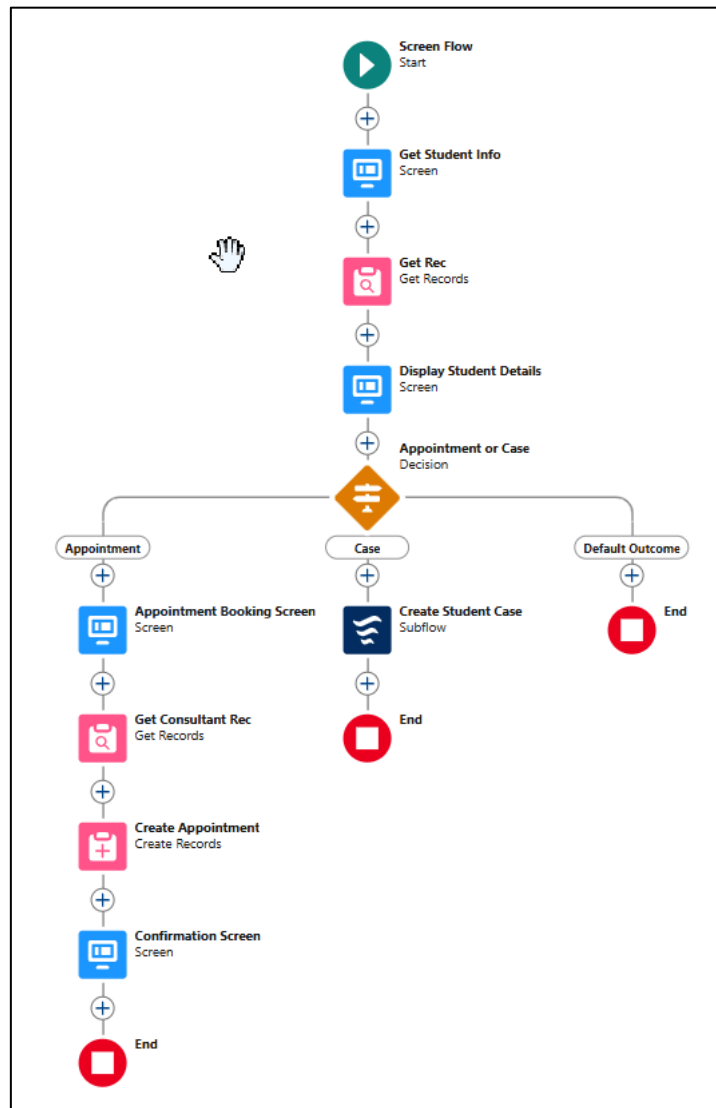 Screen Flow
Start
Get Student Info
Screen
Get Rec
Get Records
Display Student Details
Screen
Appointment or Case
Decision
Appointment
Case
Default Outcome
Appointment Booking Screen
Screen
Create Student Case
Subflow
End
Get Consultant Rec
Get Records
End
Create Appointment
Create Records
Confirmation Screen
Screen
End